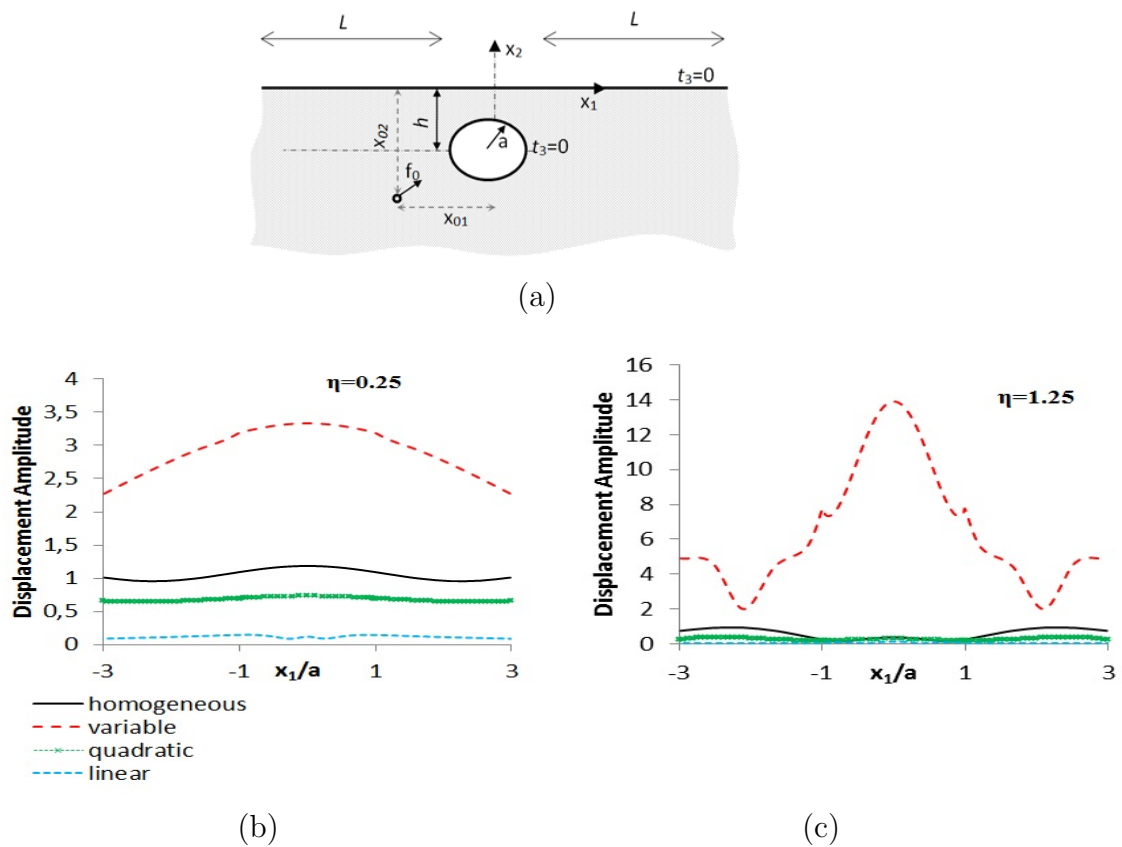 L L
x2
t3=0
x1
x02
h
a
t3=0
f0
x01
(a)
Displacement Amplitude
4
3,5
3
2,5
2
1,5
1
0,5
0
η=0.25
-3 -1 x1/a 1 3
homogeneous
variable
quadratic
linear
(b)
Displacement Amplitude
16
14
12
10
8
6
4
2
0
η=1.25
-3 -1 x1/a 1 3
(c)